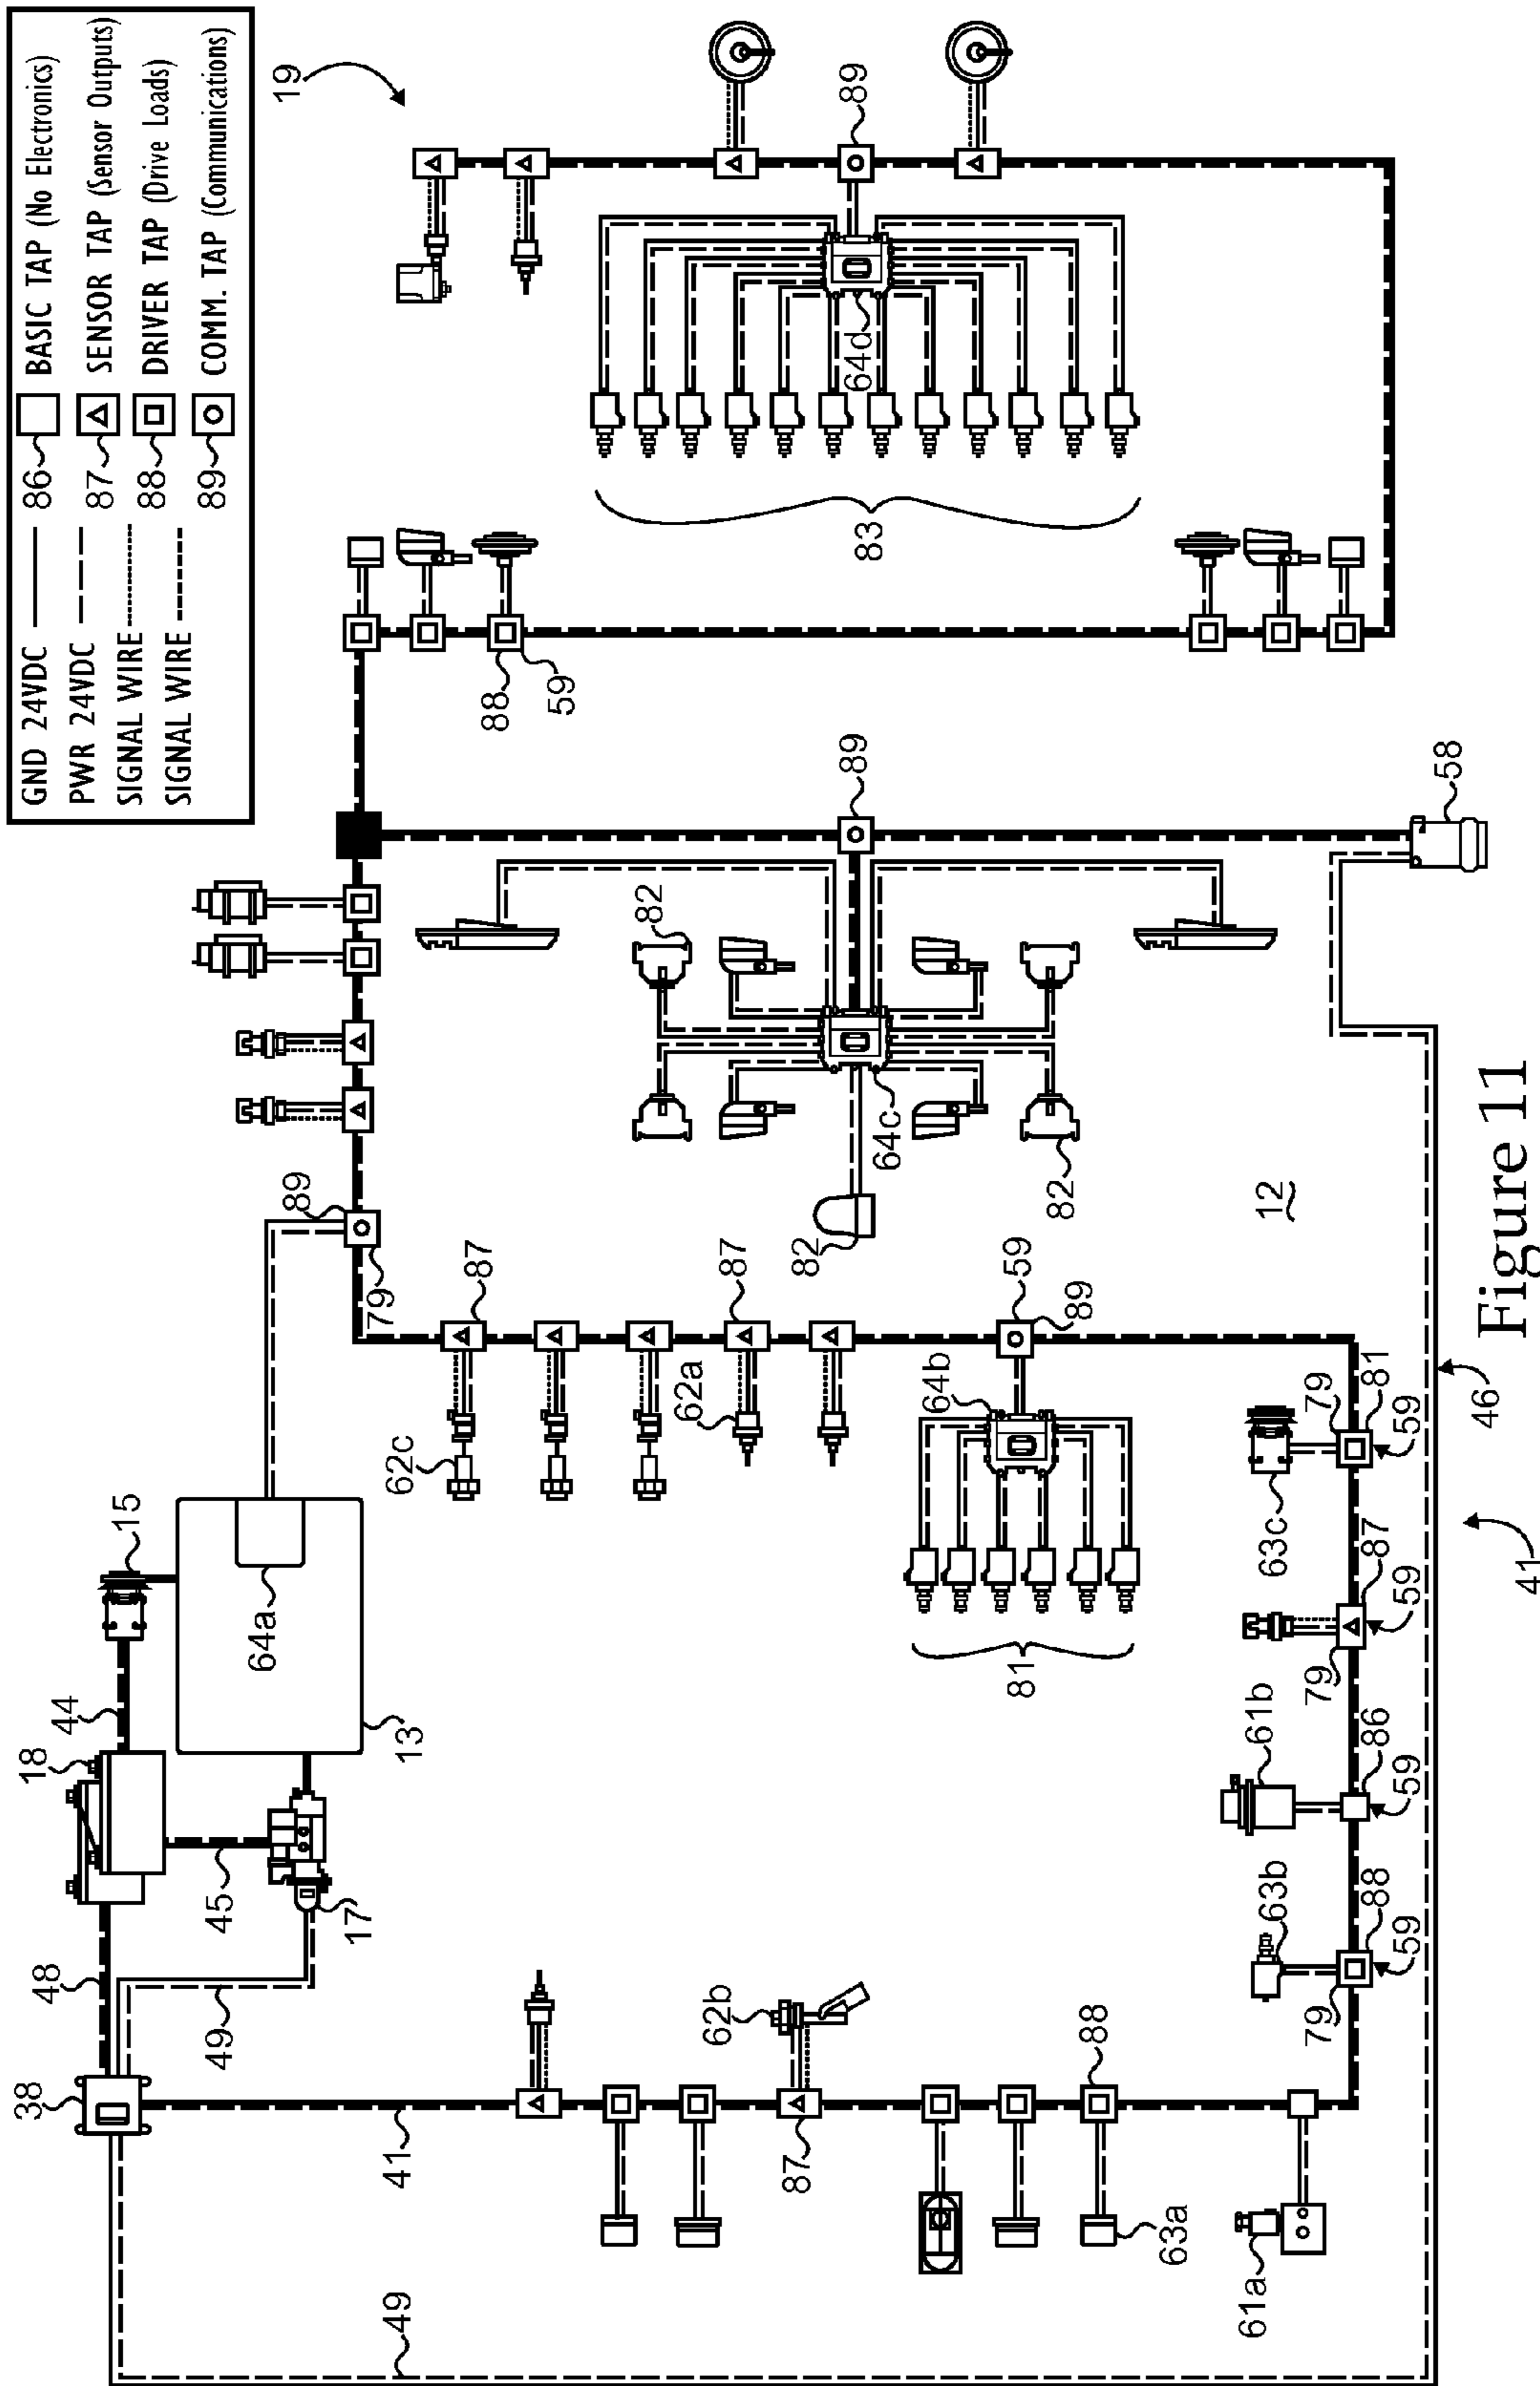 GND 24VDC
PWR 24VDC
SIGNAL WIRE
SIGNAL WIRE
86 BASIC TAP (No Electronics)
87 SENSOR TAP (Sensor Outputs)
88 DRIVER TAP (Drive Loads)
89 COMM. TAP (Communications)
19
38
48
18
44
15
49
45
17
13
64a
79
89
41
62b
87
88
63a
61a
49
62c
87
62a
87
64b
59
89
81
82
82
64c
82
89
88
59
83
64d
89
58
12
63b
79
88
59
61b
86
59
79
87
59
63c
79
81
59
46
41
Figure 11